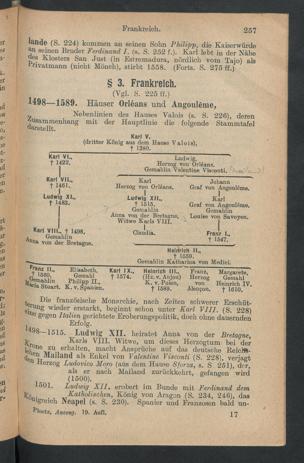 Frankreich. 257
lande (S. 224) kommen an seinen Sohn Philipp, die Kaiserwürde
an seinen Bruder Ferdinand I. (s. S. 252 f.). Karl lebt in der Nähe
des Klosters San Just (in Estremadura, nördlich vom Tajo) als
Privatmann (nicht Mönch), stirbt 1558. (Forts. S. 275 ff.)
§ 3. Frankreich.
(Vgl. S. 225 ff.)
1498—1589. Häuser Orléans und Angoulême,
Nebenlinien des Hauses Valois (s. S. 226), deren
Zusammenhang mit der Hauptlinie die folgende Stammtafel
darstellt.
Karl V.
(dritter König aus dem Hause Valois),
† 1380.
Karl VI., Ludwig,
† 1422. Herzog von Orléans.
Gemahlin Valentine Visconti.
Karl VII., Karl Johann
† 1461. Herzog von Orléans. Graf von Angoulême.
Ludwig XI., Ludwig XII., Karl
† 1483. † 1515. Graf von Angoulême.
Gemahlin Gemahlin
Anna von der Bretagne, Louise von Savoyen.
Witwe Karls VIII.
Karl VIII., † 1498. Claudia. Franz I.,
Gemahlin † 1547.
Anna von der Bretagne.
Heinrich II.,
† 1559.
Gemahlin Katharina von Medici.
Franz II., Elisabeth, Karl IX., Heinrich III., Franz, Margarete,
† 1560. Gemahl † 1574. (Hz. v. Anjou) Herzog Gemahl
Maria Stuart. Philipp II., K. v. Polen, von Heinrich IV.
K. v. Spanien. † 1589. Alençon. † 1610.
Die französische Monarchie, nach Zeiten schwerer Erschüt-
terung wieder erstarkt, beginnt schon unter Karl VIII. (S. 228)
eine gegen Italien gerichtete Eroberungspolitik, doch ohne dauernden
Erfolg.
1498—1515. Ludwig XII. heiratet Anna von der Bretagne,
Karls VIII. Witwe, um dieses Herzogtum bei der
Krone zu erhalten, macht Ansprüche auf das deutsche Reichs-
lehen Mailand als Enkel von Valentine Visconti (S. 228), verjagt
den Herzog Ludovico Moro (aus dem Hause Sforza, s. S. 251), der,
als er nach Mailand zurückkehrt, gefangen wird
(1500).
1501. Ludwig XII. erobert im Bunde mit Ferdinand dem
Katholischen, König von Aragon (S. 234, 246), das
Königreich Neapel (s. S. 230). Spanier und Franzosen bald un-
Ploetz, Auszug. 19. Aufl. 17